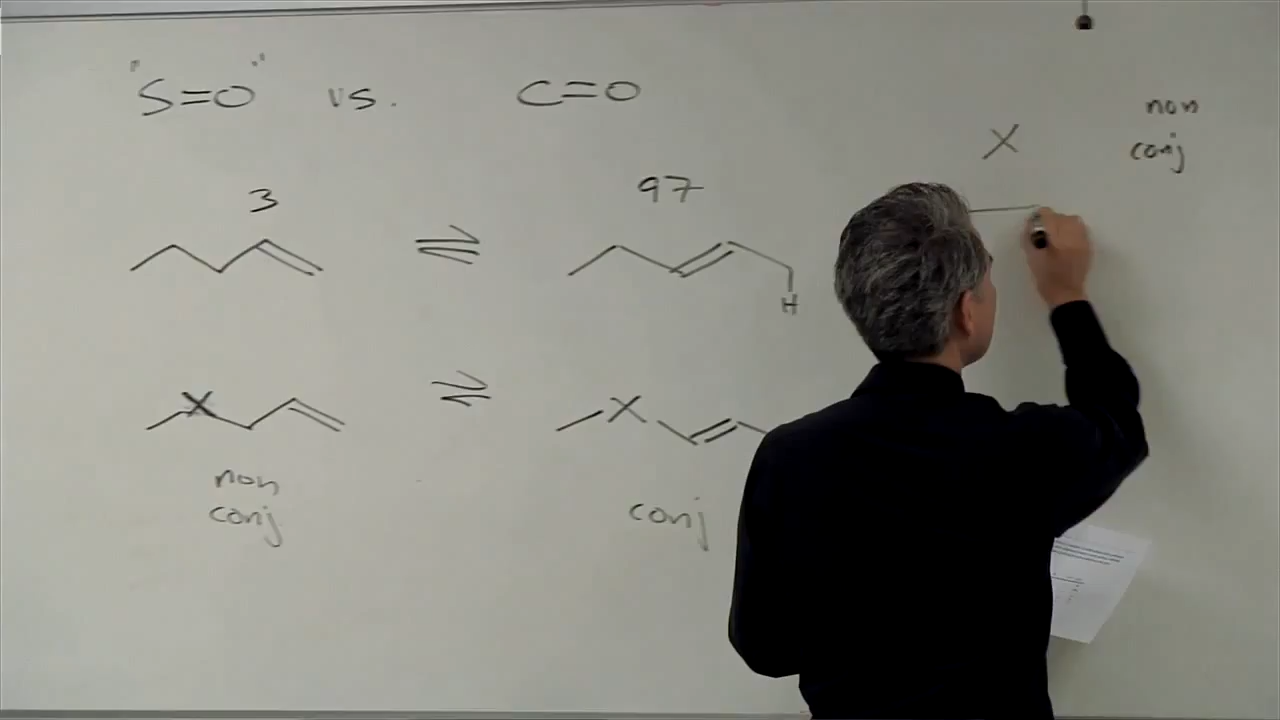 "S=O" vs. C=O
3 97
H
X X
non
conj
conj
X non
conj